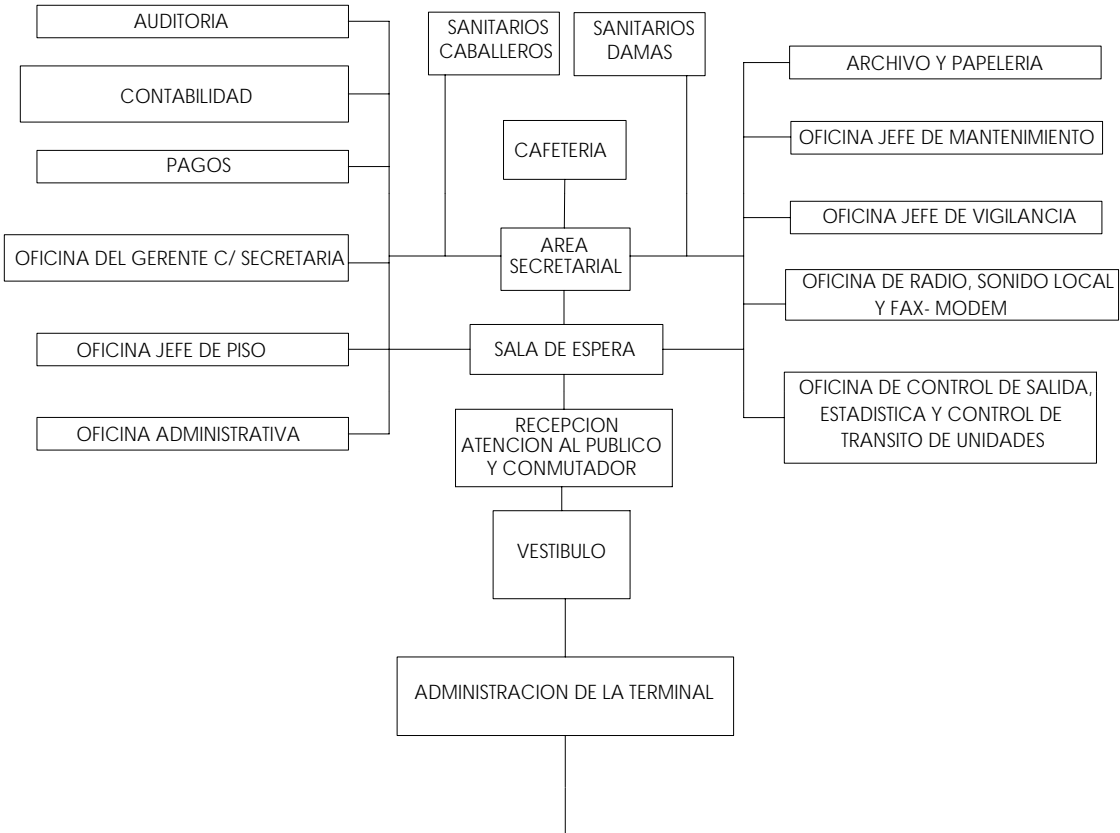 AUDITORIA
SANITARIOS
CABALLEROS
SANITARIOS
DAMAS
ARCHIVO Y PAPELERIA
CONTABILIDAD
CAFETERIA
OFICINA JEFE DE MANTENIMIENTO
PAGOS
OFICINA JEFE DE VIGILANCIA
OFICINA DEL GERENTE C/ SECRETARIA
AREA
SECRETARIAL
OFICINA DE RADIO, SONIDO LOCAL
Y FAX- MODEM
OFICINA JEFE DE PISO
SALA DE ESPERA
OFICINA DE CONTROL DE SALIDA,
ESTADISTICA Y CONTROL DE
TRANSITO DE UNIDADES
OFICINA ADMINISTRATIVA
RECEPCION
ATENCION AL PUBLICO
Y CONMUTADOR
VESTIBULO
ADMINISTRACION DE LA TERMINAL